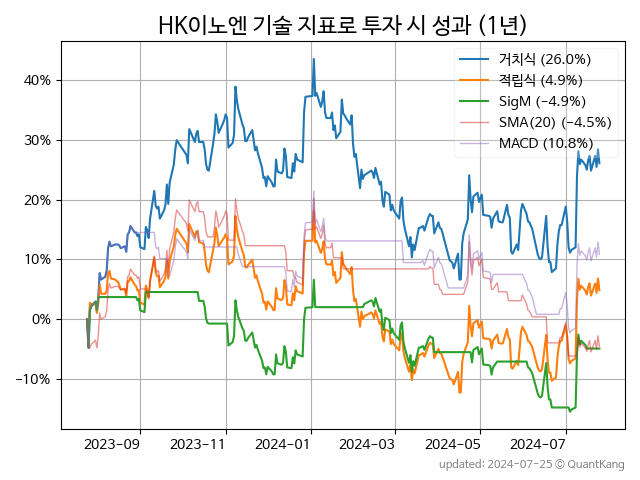 HK이노엔 기술 지표로 투자 시 성과 (1년)
거치식 (26.0%)
적립식 (4.9%)
SigM (−4.9%)
SMA(20) (−4.5%)
MACD (10.8%)
40%
30%
20%
10%
0%
−10%
2023-09 2023-11 2024-01 2024-03 2024-05 2024-07
updated: 2024-07-25 © QuantKang